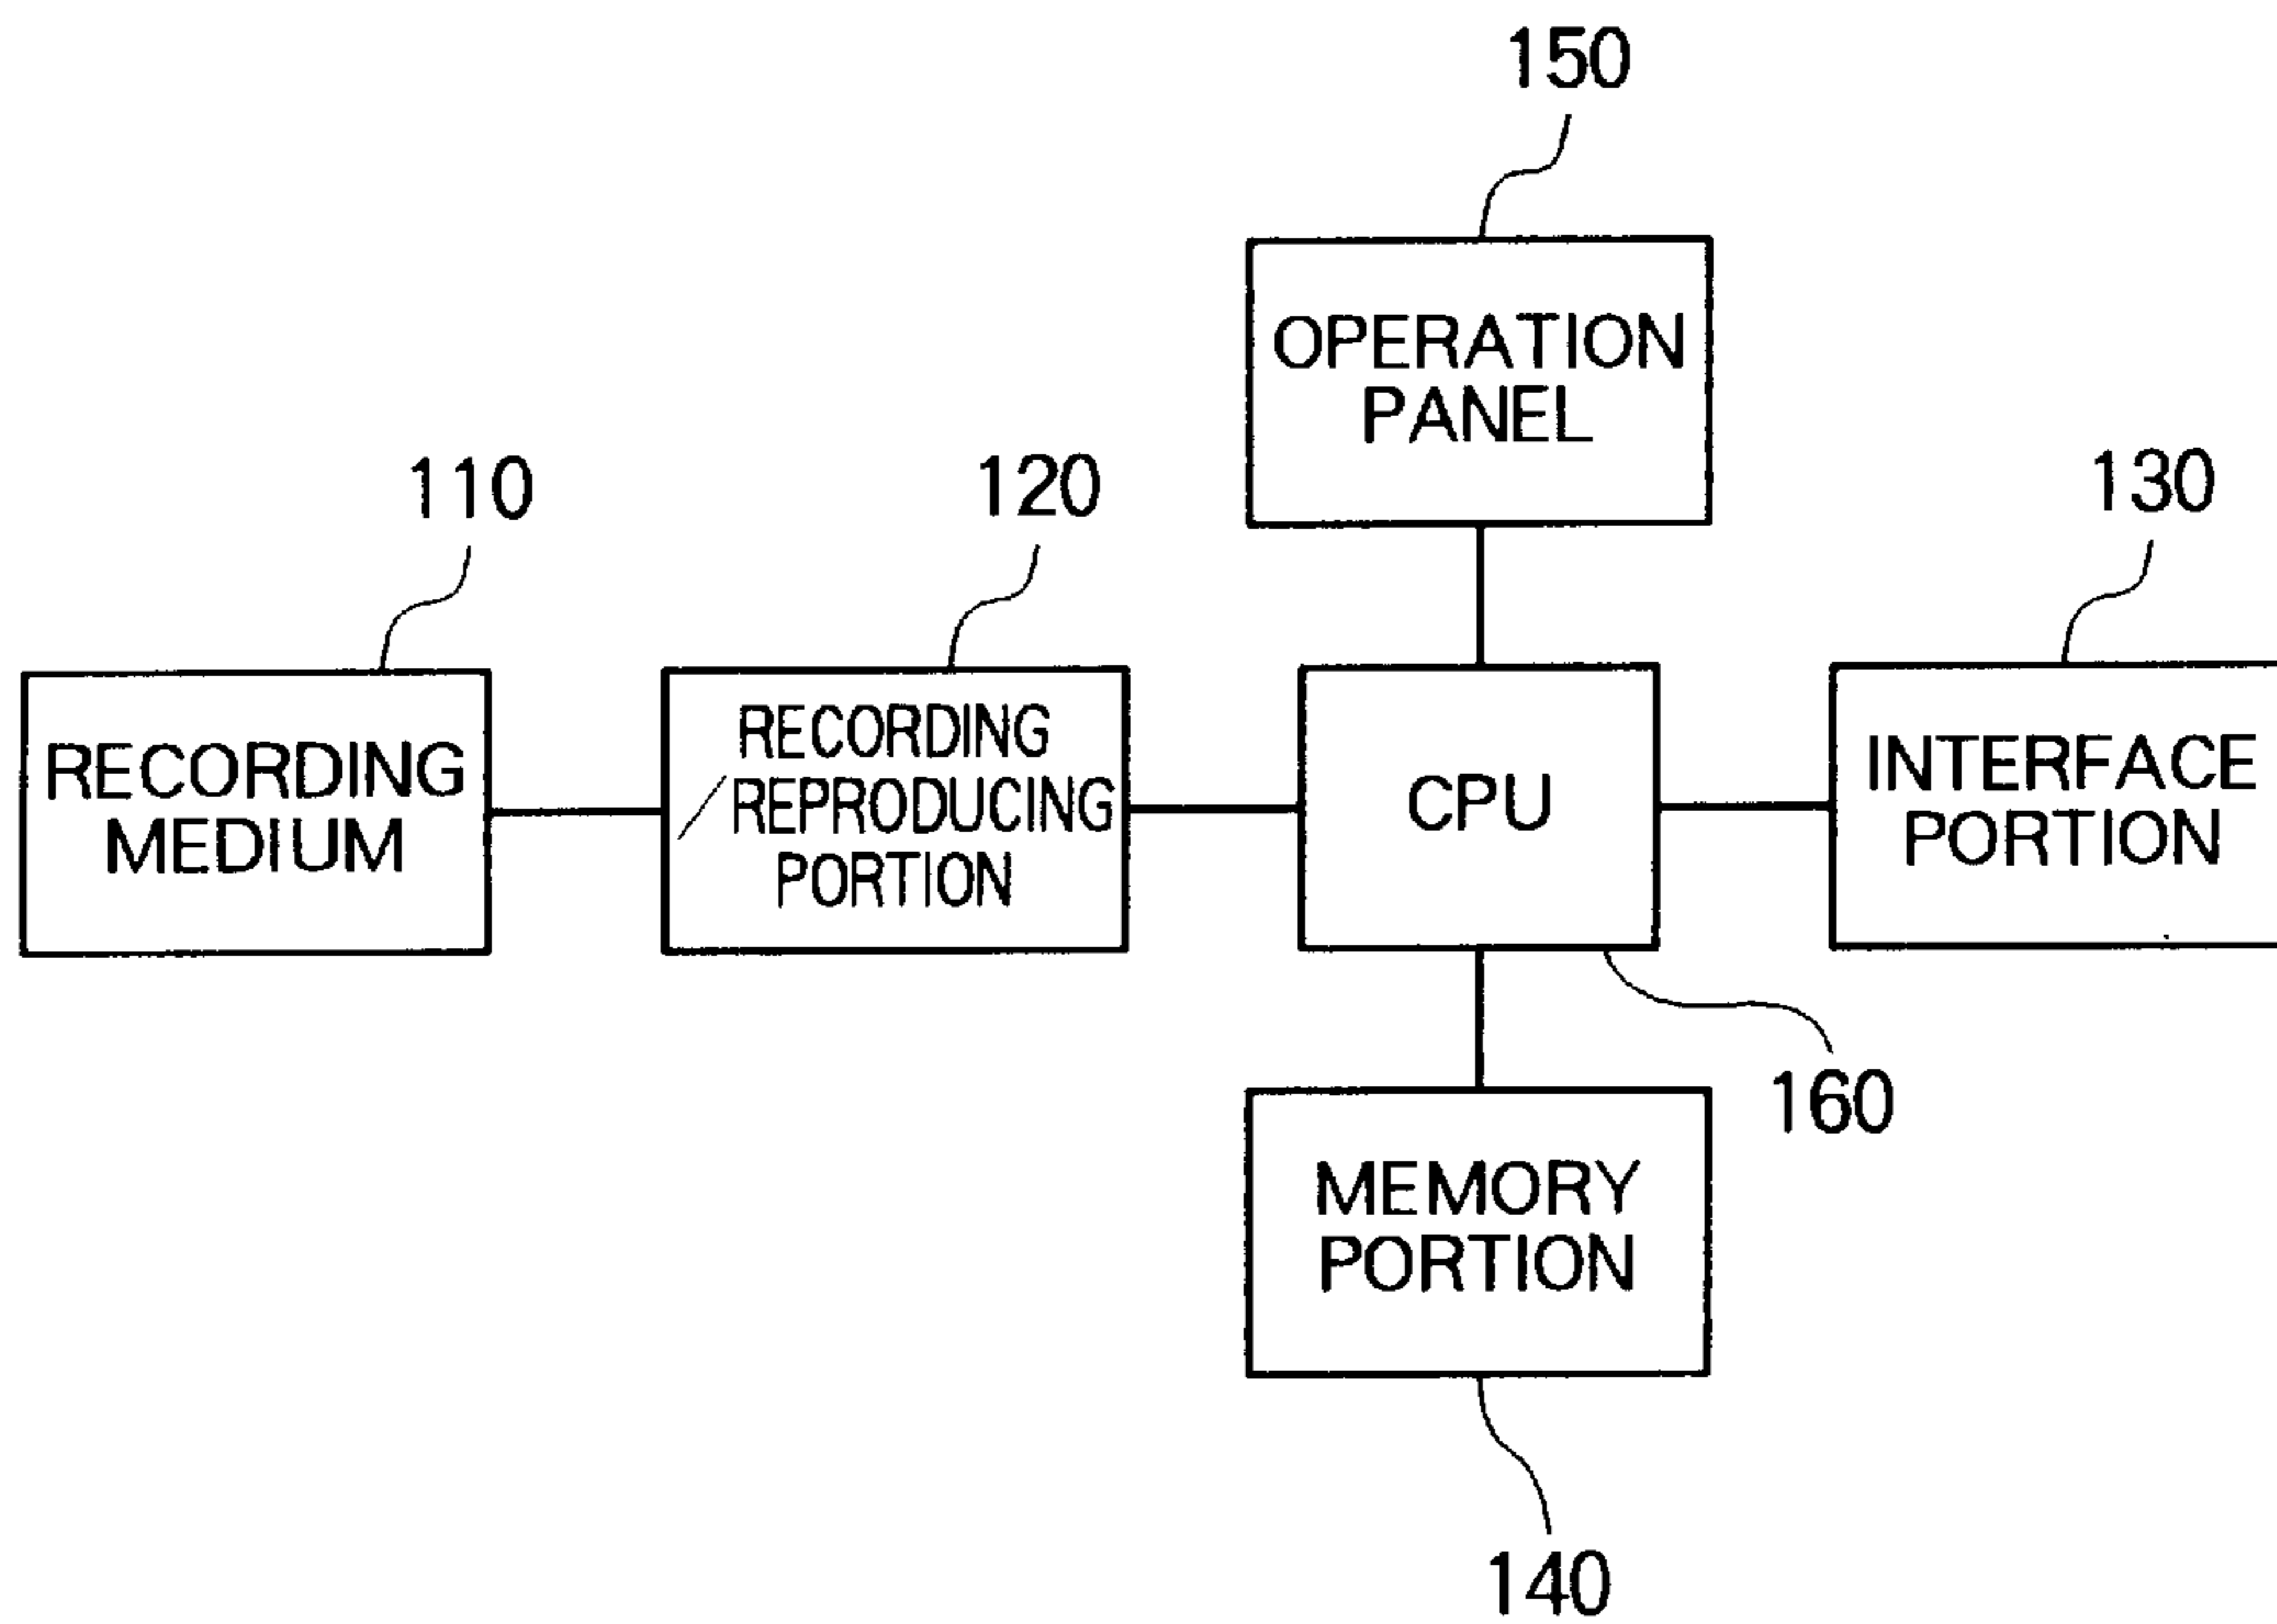 150
OPERATION
PANEL
110
120
130
RECORDING
MEDIUM
RECORDING
/REPRODUCING
PORTION
CPU
INTERFACE
PORTION
160
MEMORY
PORTION
140